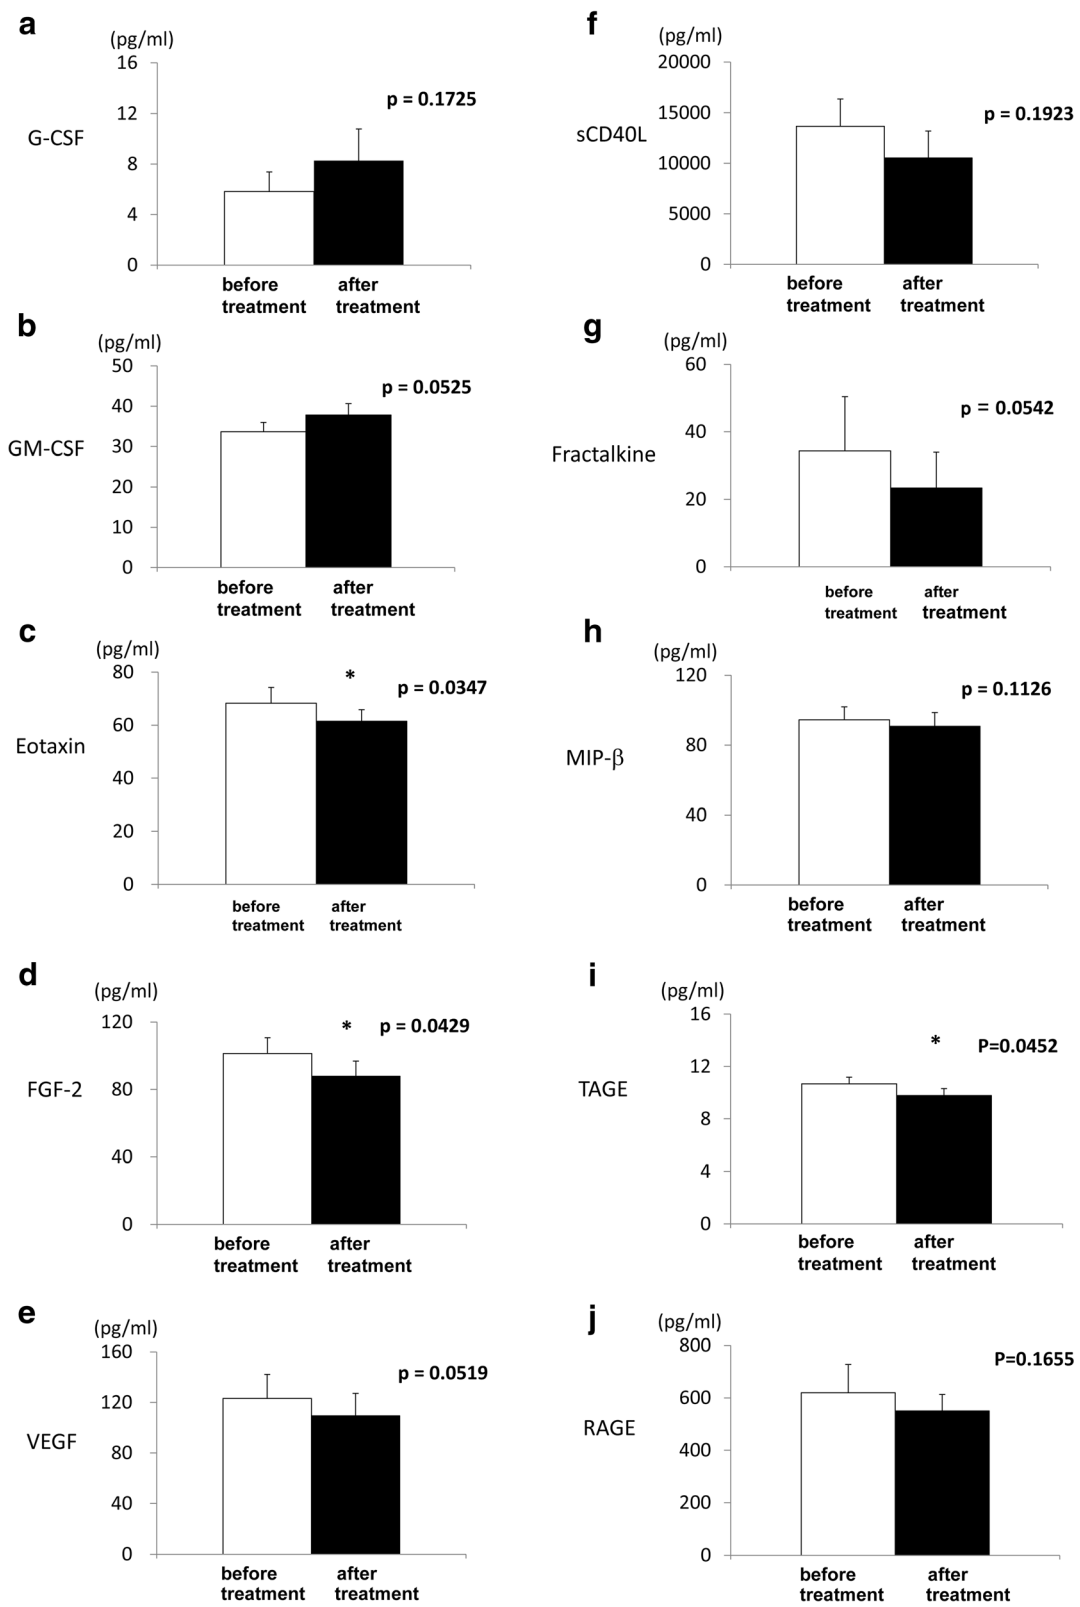 a
(pg/ml)
16
12
8
4
0
G-CSF
p = 0.1725
before after
treatment treatment
b
(pg/ml)
50
40
30
20
10
0
GM-CSF
p = 0.0525
before after
treatment treatment
c
(pg/ml)
80
60
40
20
0
Eotaxin
*
p = 0.0347
before after
treatment treatment
d
(pg/ml)
120
80
40
0
FGF-2
* p = 0.0429
before after
treatment treatment
e
(pg/ml)
160
120
80
40
0
VEGF
p = 0.0519
before after
treatment treatment
f
(pg/ml)
20000
15000
10000
5000
0
sCD40L
p = 0.1923
before after
treatment treatment
g
(pg/ml)
60
40
20
0
Fractalkine
p = 0.0542
before after
treatment treatment
h
(pg/ml)
120
80
40
0
MIP-β
p = 0.1126
before after
treatment treatment
i
(pg/ml)
16
12
8
4
0
TAGE
* P=0.0452
before after
treatment treatment
j
(pg/ml)
800
600
400
200
0
RAGE
P=0.1655
before after
treatment treatment